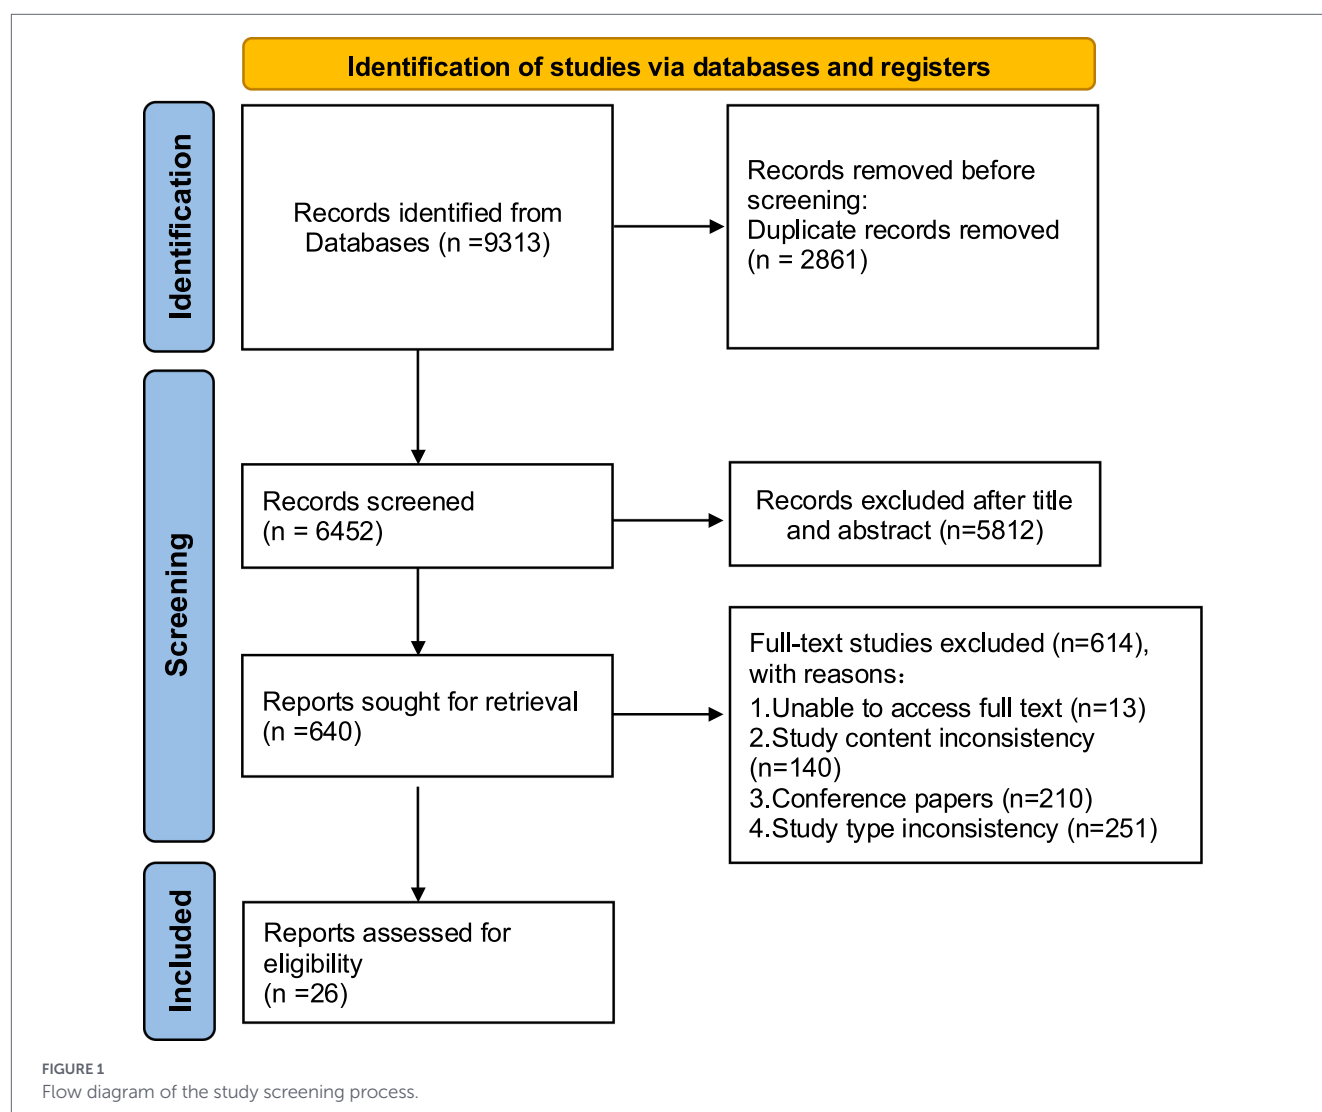 Identification of studies via databases and registers
Identification
Records identified from
Databases (n =9313)
Records removed before
screening:
Duplicate records removed
(n = 2861)
Screening
Records screened
(n = 6452)
Records excluded after title
and abstract (n=5812)
Reports sought for retrieval
(n =640)
Full-text studies excluded (n=614),
with reasons：
1.Unable to access full text (n=13)
2.Study content inconsistency
(n=140)
3.Conference papers (n=210)
4.Study type inconsistency (n=251)
Included
Reports assessed for
eligibility
(n =26)
FIGURE 1
Flow diagram of the study screening process.